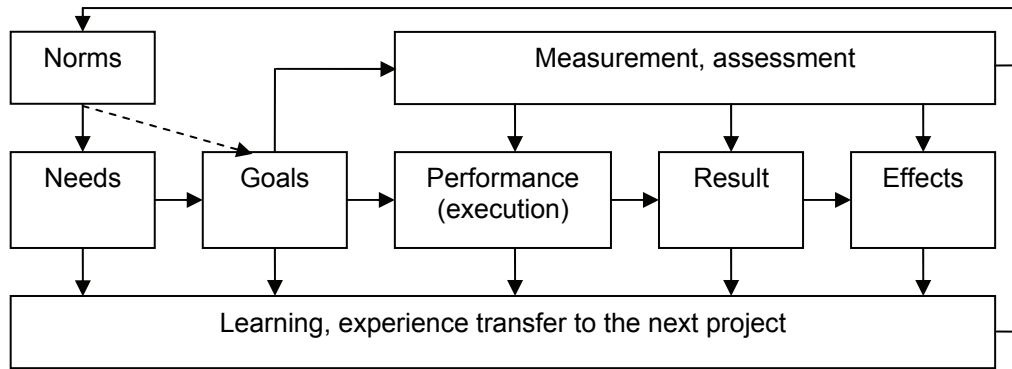 Norms
Measurement, assessment
Needs
Goals
Performance
(execution)
Result
Effects
Learning, experience transfer to the next project